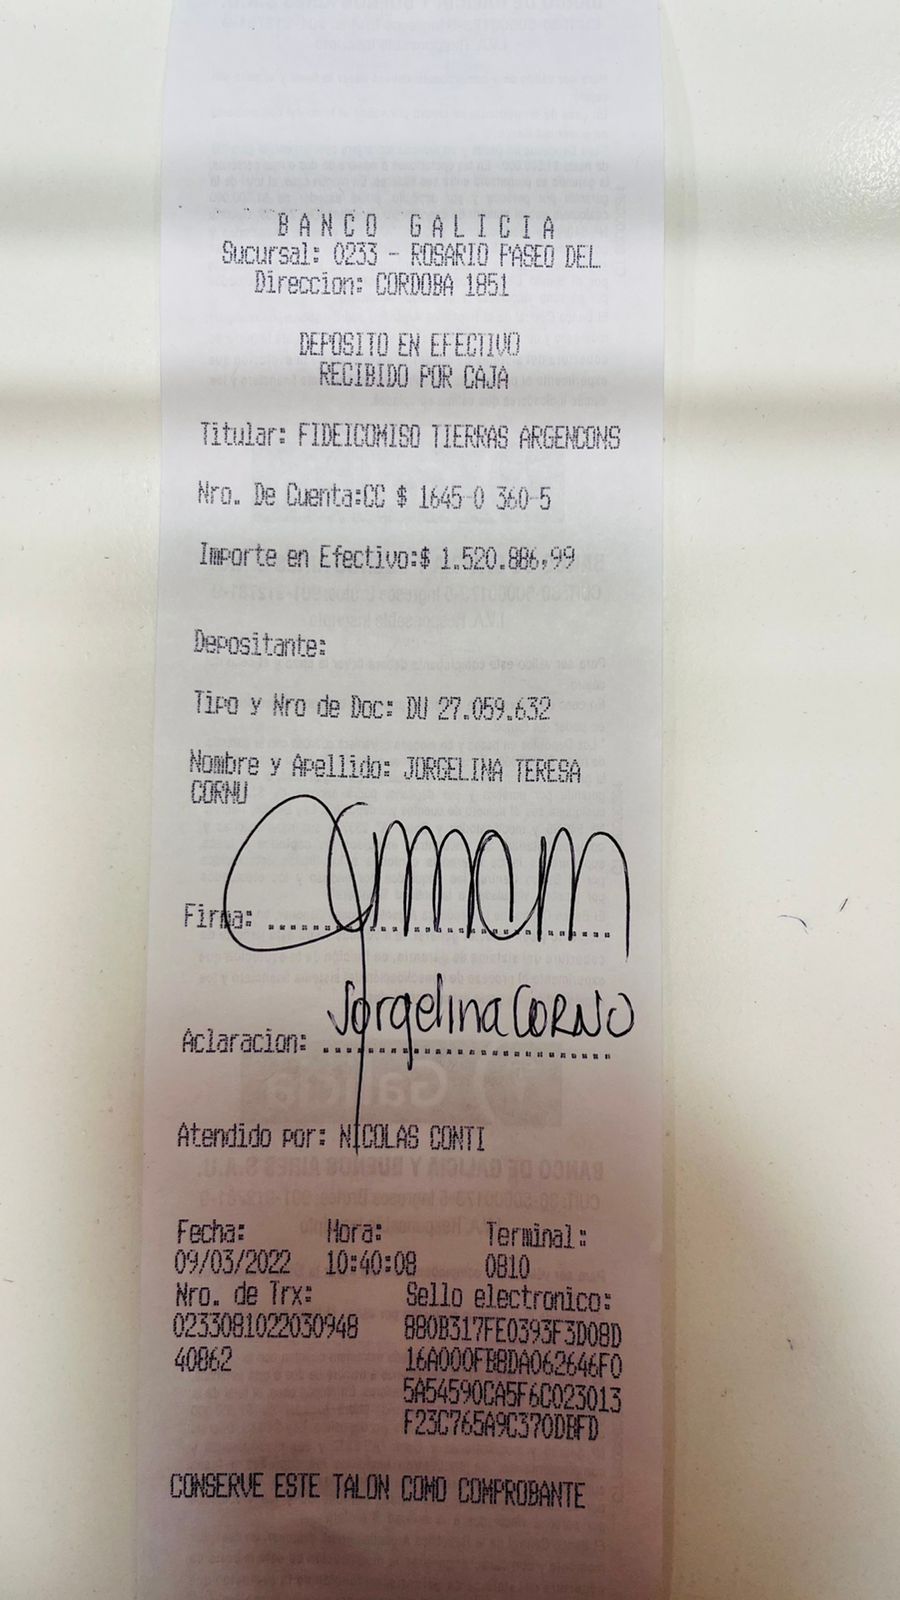 BANCO GALICIA
Sucursal: 0233 - ROSARIO PASEO DEL
Direccion: CORDOBA 1851
DEPOSITO EN EFECTIVO
RECIBIDO POR CAJA
Titular: FIDEICOMISO TIERRAS ARGENCONS
Nro. De Cuenta:CC $ 1645-0 360-5
Importe en Efectivo:$ 1.520.886,99
Depositante:
Tipo y Nro de Doc: DU 27.059.632
Nombre y Apellido: JORGELINA TERESA
CORNU
Firma:
Jorgelina CORNU
Aclaracion:
Atendido por: NICOLAS CONTI
Fecha: Hora: Terminal:
09/03/2022 10:40:08 0810
Nro. de Trx: Sello electronico:
0233081022030948 880B317FE0393F3D08D
40862 16A000FB8DA062646F0
5A54590CA5F6C023013
F23C765A9C370DBFD
CONSERVE ESTE TALON COMO COMPROBANTE